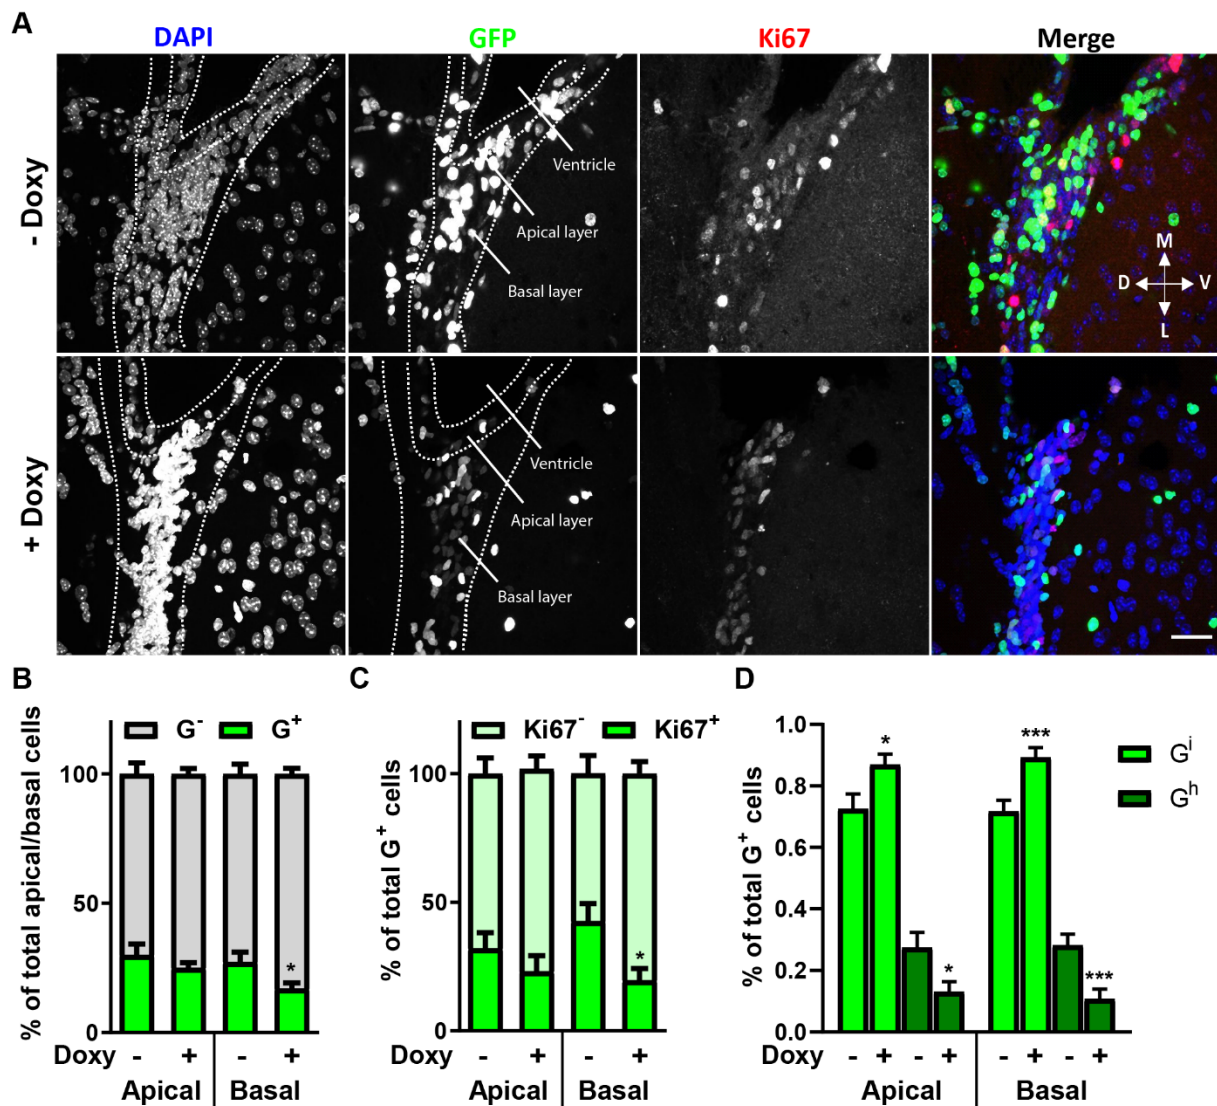 A
DAPI GFP Ki67 Merge
- Doxy
Ventricle
Apical layer
Basal layer
M
D V
L
+ Doxy
Ventricle
Apical layer
Basal layer
B
% of total apical/basal cells
G⁻ G⁺
100
50
0
Doxy - + - +
Apical Basal
C
% of total G⁺ cells
Ki67⁻ Ki67⁺
100
50
0
*
Doxy - + - +
Apical Basal
D
% of total G⁺ cells
1.0
0.8
0.6
0.4
0.2
0.0
* * *** ***
Gⁱ
Gʰ
- + - + - + - +
Apical Basal